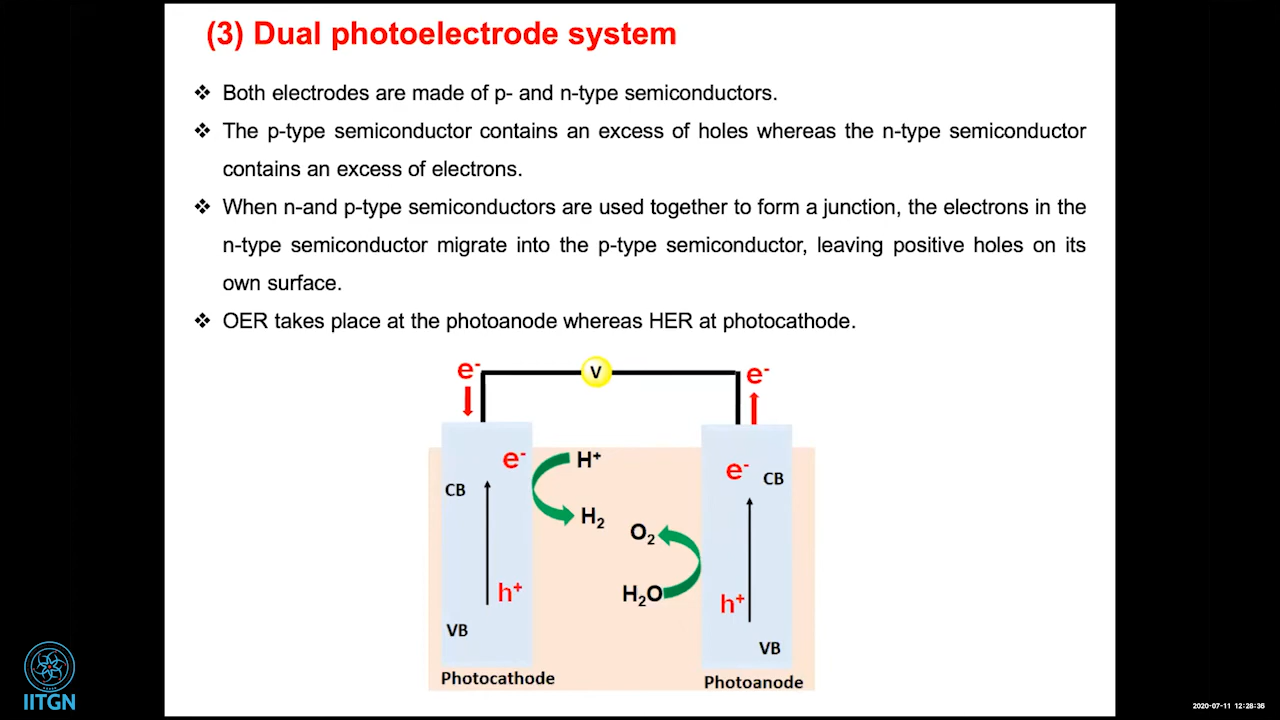 (3) Dual photoelectrode system
❖ Both electrodes are made of p- and n-type semiconductors.
❖ The p-type semiconductor contains an excess of holes whereas the n-type semiconductor
contains an excess of electrons.
❖ When n-and p-type semiconductors are used together to form a junction, the electrons in the
n-type semiconductor migrate into the p-type semiconductor, leaving positive holes on its
own surface.
❖ OER takes place at the photoanode whereas HER at photocathode.
e⁻
V
e⁻
e⁻
H⁺
e⁻
CB
CB
H₂
O₂
h⁺
H₂O
h⁺
VB
VB
Photocathode
Photoanode
IITGN
2020-07-11 12:28:36